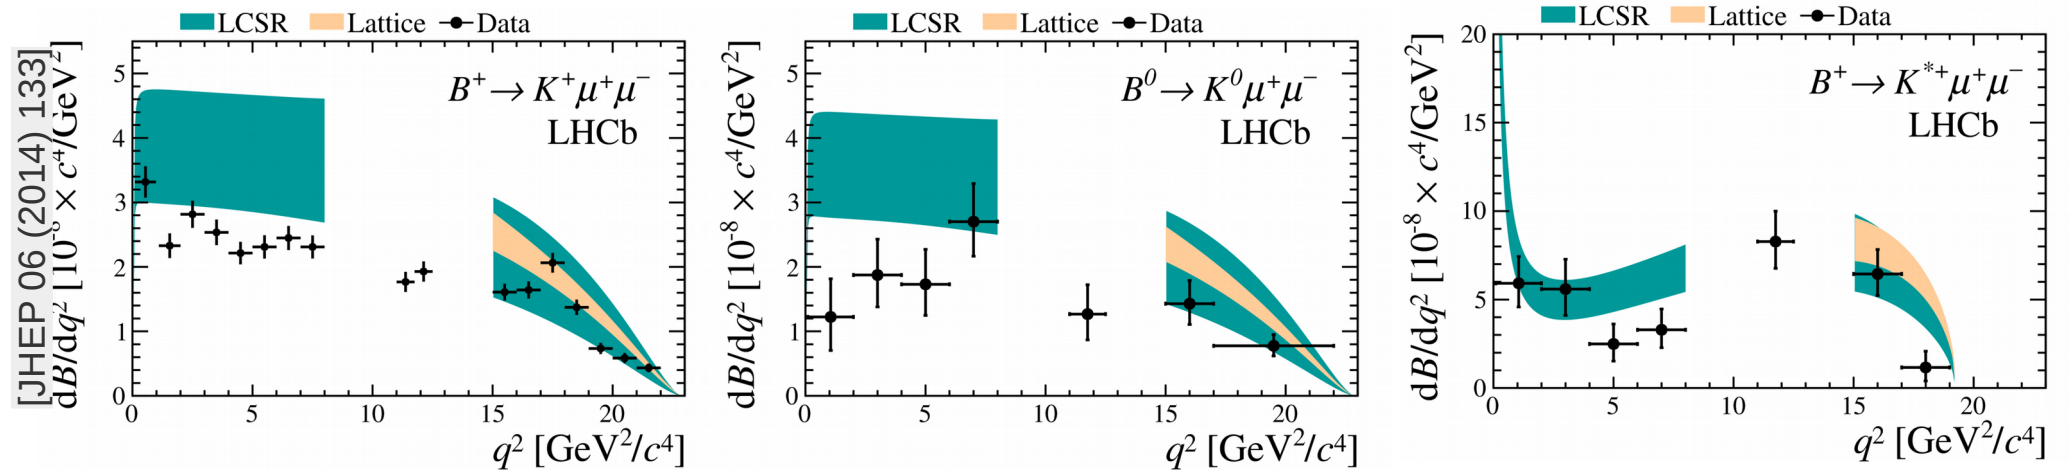 [JHEP 06 (2014) 133]
LCSR Lattice Data
dB/dq² [10⁻⁸ × c⁴/GeV²]
5
4
3
2
1
0
B⁺→ K⁺μ⁺μ⁻
LHCb
0 5 10 15 20
q² [GeV²/c⁴]
LCSR Lattice Data
dB/dq² [10⁻⁸ × c⁴/GeV²]
5
4
3
2
1
0
B⁰→ K⁰μ⁺μ⁻
LHCb
0 5 10 15 20
q² [GeV²/c⁴]
LCSR Lattice Data
dB/dq² [10⁻⁸ × c⁴/GeV²]
20
15
10
5
0
B⁺→ K*⁺μ⁺μ⁻
LHCb
0 5 10 15 20
q² [GeV²/c⁴]